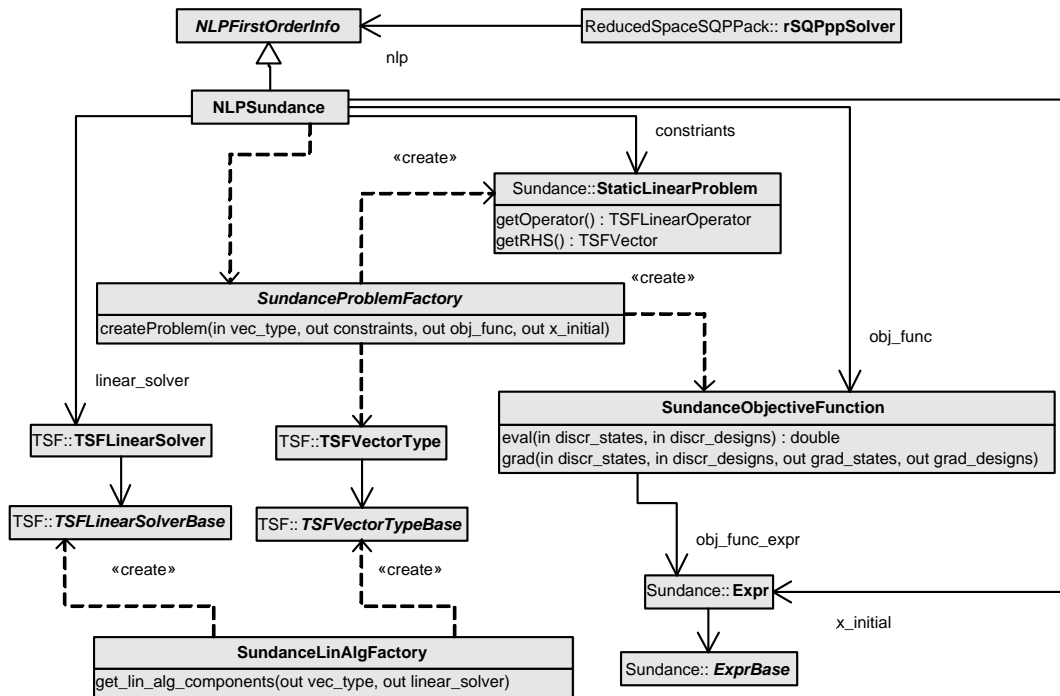 NLPFirstOrderInfo
ReducedSpaceSQPPack:: rSQPppSolver
nlp
NLPSundance
constriants
«create»
Sundance::StaticLinearProblem
getOperator() : TSFLinearOperator
getRHS() : TSFVector
«create»
SundanceProblemFactory
createProblem(in vec_type, out constraints, out obj_func, out x_initial)
obj_func
linear_solver
SundanceObjectiveFunction
eval(in discr_states, in discr_designs) : double
grad(in discr_states, in discr_designs, out grad_states, out grad_designs)
TSF::TSFLinearSolver
TSF::TSFVectorType
TSF::TSFLinearSolverBase
TSF::TSFVectorTypeBase
obj_func_expr
«create»
«create»
Sundance:: Expr
x_initial
SundanceLinAlgFactory
get_lin_alg_components(out vec_type, out linear_solver)
Sundance:: ExprBase